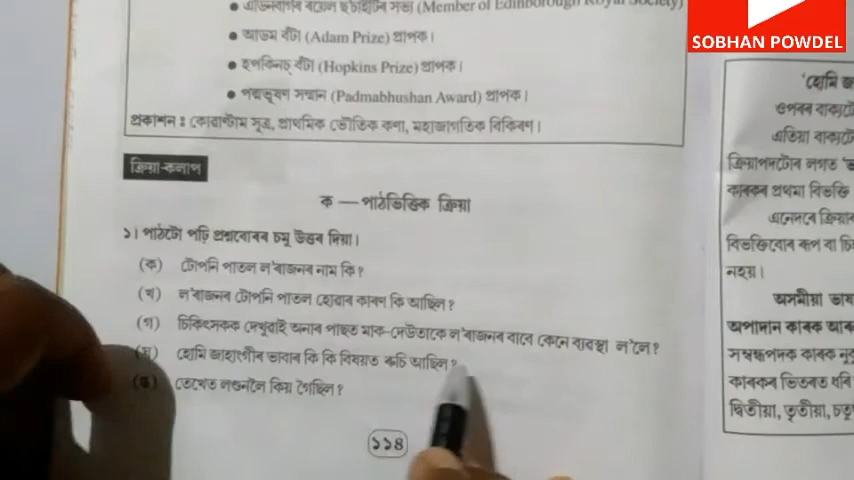 এডিনবার্গৰ ৰয়েল ছ'চাইটিৰ সভ্য (Member of Edinborough Royal Society)
SOBHAN POWDEL
• আডাম বঁটা (Adam Prize) প্ৰাপক।
• হপকিনচ্ বঁটা (Hopkins Prize) প্ৰাপক।
• পদ্মভূষণ সন্মান (Padmabhushan Award) প্ৰাপক।
প্ৰকাশন : কোৱাণ্টাম সূত্ৰ, প্ৰাথমিক ভৌতিক কণা, মহাজাগতিক বিকিৰণ।
ক্ৰিয়া-কলাপ
ক — পাঠভিত্তিক ক্ৰিয়া
১। পাঠটো পঢ়ি প্ৰশ্নবোৰৰ চমু উত্তৰ দিয়া।
(ক) টোপনি পাতল ল'ৰাজনৰ নাম কি?
(খ) ল'ৰাজনৰ টোপনি পাতল হোৱাৰ কাৰণ কি আছিল?
(গ) চিকিৎসকক দেখুৱাই অনাৰ পাছত মাক-দেউতাকে ল'ৰাজনৰ বাবে কেনে ব্যৱস্থা ল'লে?
(ঘ) হোমি জাহাংগীৰ ভাবাৰ কি কি বিষয়ত ৰুচি আছিল?
(ঙ) তেখেত লণ্ডনলৈ কিয় গৈছিল?
১১৪
'হোমি জ
ওপৰৰ বাক্যটো
এতিয়া বাক্যটো
ক্ৰিয়াপদটোৰ লগত
কাৰকৰ প্ৰথমা বিভক্তি
এনেদৰে ক্ৰিয়াৰ
বিভক্তিবোৰ ৰূপ বা চি
নহয়।
অসমীয়া ভাষ
অপাদান কাৰক আৰু
সম্বন্ধপদক কাৰক নু
কাৰকৰ ভিতৰত ধৰি
দ্বিতীয়া, তৃতীয়া, চতু